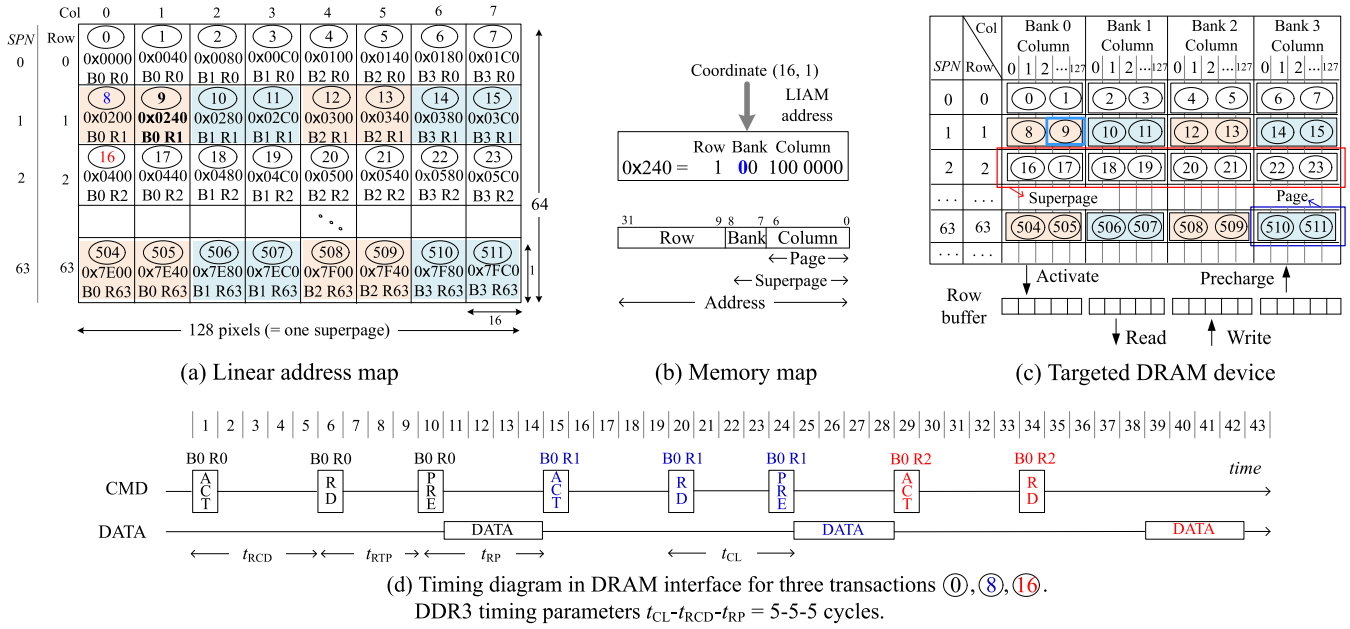 Col 0 1 2 3 4 5 6 7
SPN Row
0 0
0 1 2 3 4 5 6 7
0x0000 0x0040 0x0080 0x00C0 0x0100 0x0140 0x0180 0x01C0
B0 R0 B0 R0 B1 R0 B1 R0 B2 R0 B2 R0 B3 R0 B3 R0
1 1
8 9 10 11 12 13 14 15
0x0200 0x0240 0x0280 0x02C0 0x0300 0x0340 0x0380 0x03C0
B0 R1 B0 R1 B1 R1 B1 R1 B2 R1 B2 R1 B3 R1 B3 R1
2 2
16 17 18 19 20 21 22 23
0x0400 0x0440 0x0480 0x04C0 0x0500 0x0540 0x0580 0x05C0
B0 R2 B0 R2 B1 R2 B1 R2 B2 R2 B2 R2 B3 R2 B3 R2
64
63 63
504 505 506 507 508 509 510 511
0x7E00 0x7E40 0x7E80 0x7EC0 0x7F00 0x7F40 0x7F80 0x7FC0
B0 R63 B0 R63 B1 R63 B1 R63 B2 R63 B2 R63 B3 R63 B3 R63
1
16
128 pixels (= one superpage)
(a) Linear address map
Coordinate (16, 1)
LIAM
address
Row Bank Column
0x240 = 1 00 100 0000
31 9 8 7 6 0
Row Bank Column
Page
Superpage
Address
(b) Memory map
Col Bank 0 Bank 1 Bank 2 Bank 3
Column Column Column Column
SPN Row 0 1 2 ...127 0 1 2 ...127 0 1 2 ...127 0 1 2 ...127
0 0 0 1 2 3 4 5 6 7
1 1 8 9 10 11 12 13 14 15
2 2 16 17 18 19 20 21 22 23
... ... Superpage Page
63 63 504 505 506 507 508 509 510 511
... ...
Activate Precharge
Row
buffer
Read Write
(c) Targeted DRAM device
1 2 3 4 5 6 7 8 9 10 11 12 13 14 15 16 17 18 19 20 21 22 23 24 25 26 27 28 29 30 31 32 33 34 35 36 37 38 39 40 41 42 43
B0 R0 B0 R0 B0 R0 B0 R1 B0 R1 B0 R1 B0 R2 B0 R2 time
CMD ACT RD PRE ACT RD PRE ACT RD
DATA DATA DATA DATA
tRCD tRTP tRP tCL
(d) Timing diagram in DRAM interface for three transactions 0, 8, 16.
DDR3 timing parameters tCL-tRCD-tRP = 5-5-5 cycles.